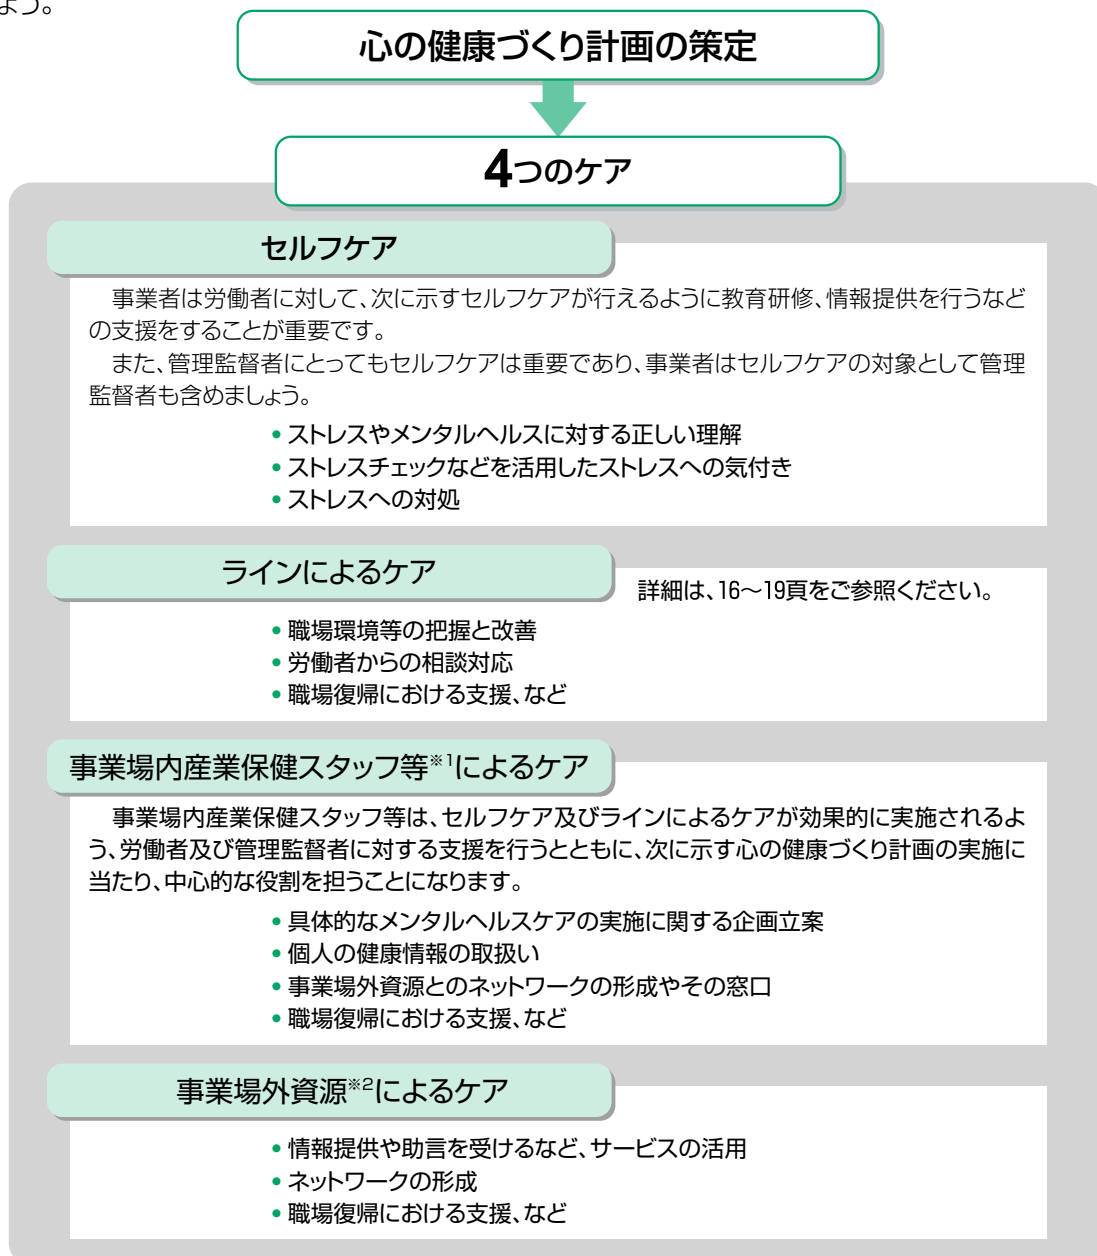 よう。
心の健康づくり計画の策定
4つのケア
セルフケア
事業者は労働者に対して、次に示すセルフケアが行えるように教育研修、情報提供を行うなど
の支援をすることが重要です。
また、管理監督者にとってもセルフケアは重要であり、事業者はセルフケアの対象として管理
監督者も含めましょう。
•ストレスやメンタルヘルスに対する正しい理解
•ストレスチェックなどを活用したストレスへの気付き
•ストレスへの対処
ラインによるケア
詳細は、16〜19頁をご参照ください。
•職場環境等の把握と改善
•労働者からの相談対応
•職場復帰における支援、など
事業場内産業保健スタッフ等※1によるケア
事業場内産業保健スタッフ等は、セルフケア及びラインによるケアが効果的に実施されるよ
う、労働者及び管理監督者に対する支援を行うとともに、次に示す心の健康づくり計画の実施に
当たり、中心的な役割を担うことになります。
•具体的なメンタルヘルスケアの実施に関する企画立案
•個人の健康情報の取扱い
•事業場外資源とのネットワークの形成やその窓口
•職場復帰における支援、など
事業場外資源※2によるケア
•情報提供や助言を受けるなど、サービスの活用
•ネットワークの形成
•職場復帰における支援、など